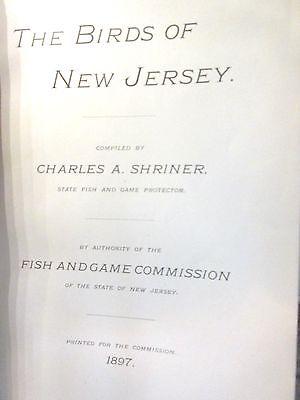 THE BIRDS OF
NEW JERSEY.
COMPILED BY
CHARLES A. SHRINER,
STATE FISH AND GAME PROTECTOR.
BY AUTHORITY OF THE
FISH AND GAME COMMISSION
OF THE STATE OF NEW JERSEY.
PRINTED FOR THE COMMISSION.
1897.